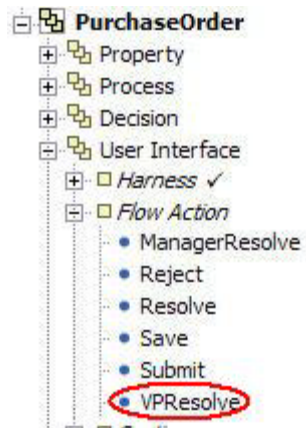 PurchaseOrder
Property
Process
Decision
User Interface
Harness ✓
Flow Action
ManagerResolve
Reject
Resolve
Save
Submit
VPResolve